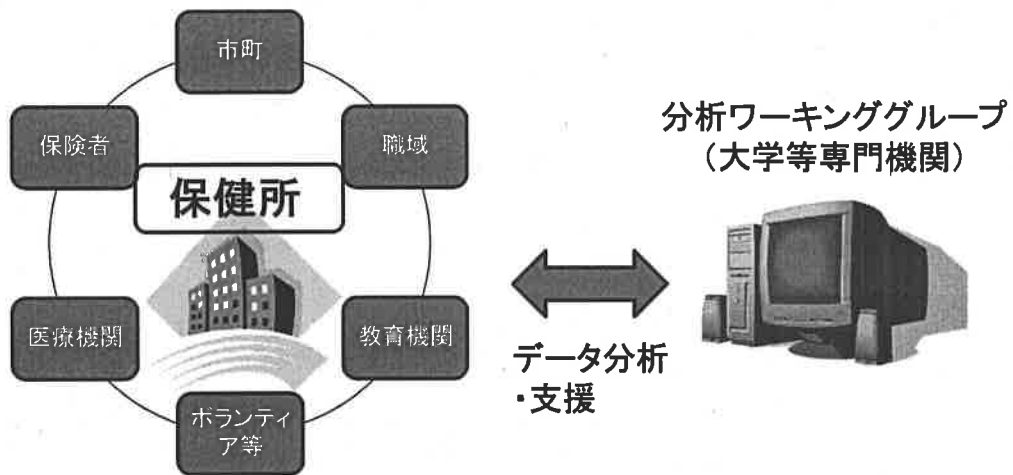 市町
保険者
職域
保健所
医療機関
教育機関
ボランティ
ア等
データ分析
・支援
分析ワーキンググループ
（大学等専門機関）